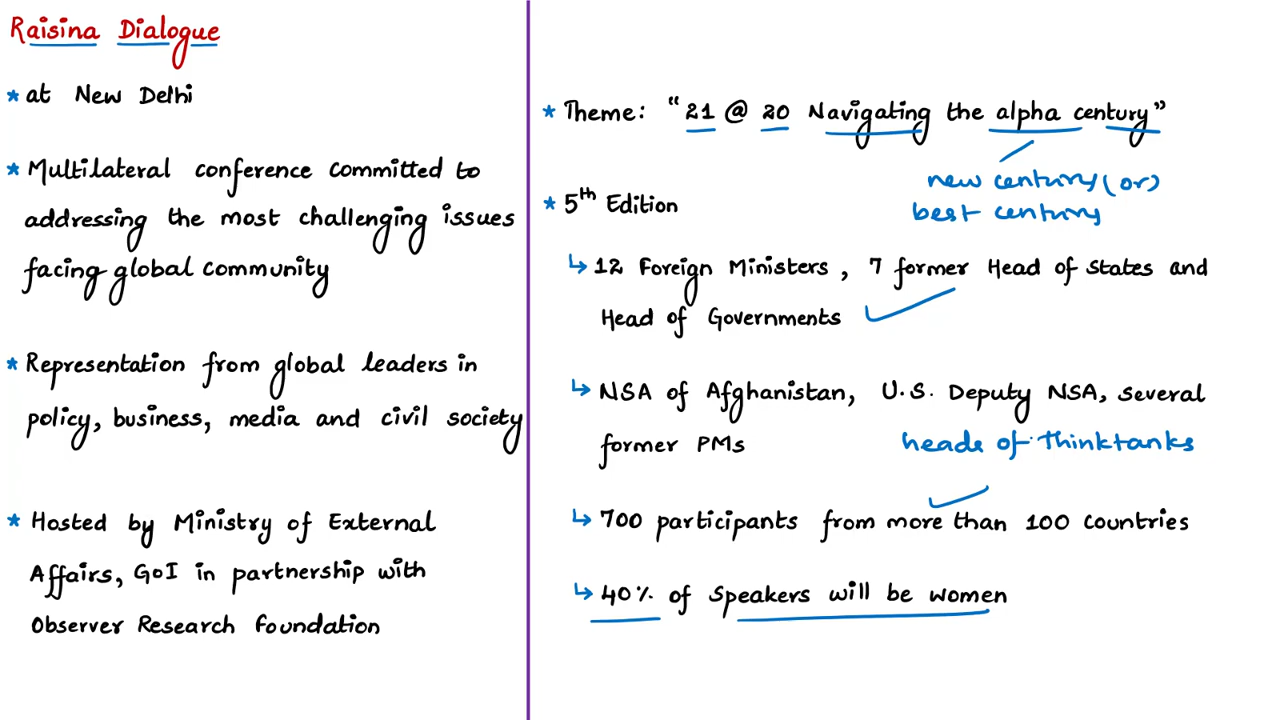 Raisina Dialogue
* at New Delhi
* Multilateral conference committed to
addressing the most challenging issues
facing global community
* Representation from global leaders in
policy, business, media and civil society
* Hosted by Ministry of External
Affairs, GoI in partnership with
Observer Research Foundation
* Theme: "21 @ 20 Navigating the alpha century"
new century (or)
best century
* 5th Edition
↳ 12 Foreign Ministers, 7 former Head of States and
Head of Governments
↳ NSA of Afghanistan, U.S. Deputy NSA, several
former PMs
heads of Thinktanks
↳ 700 participants from more than 100 countries
↳ 40% of Speakers will be women